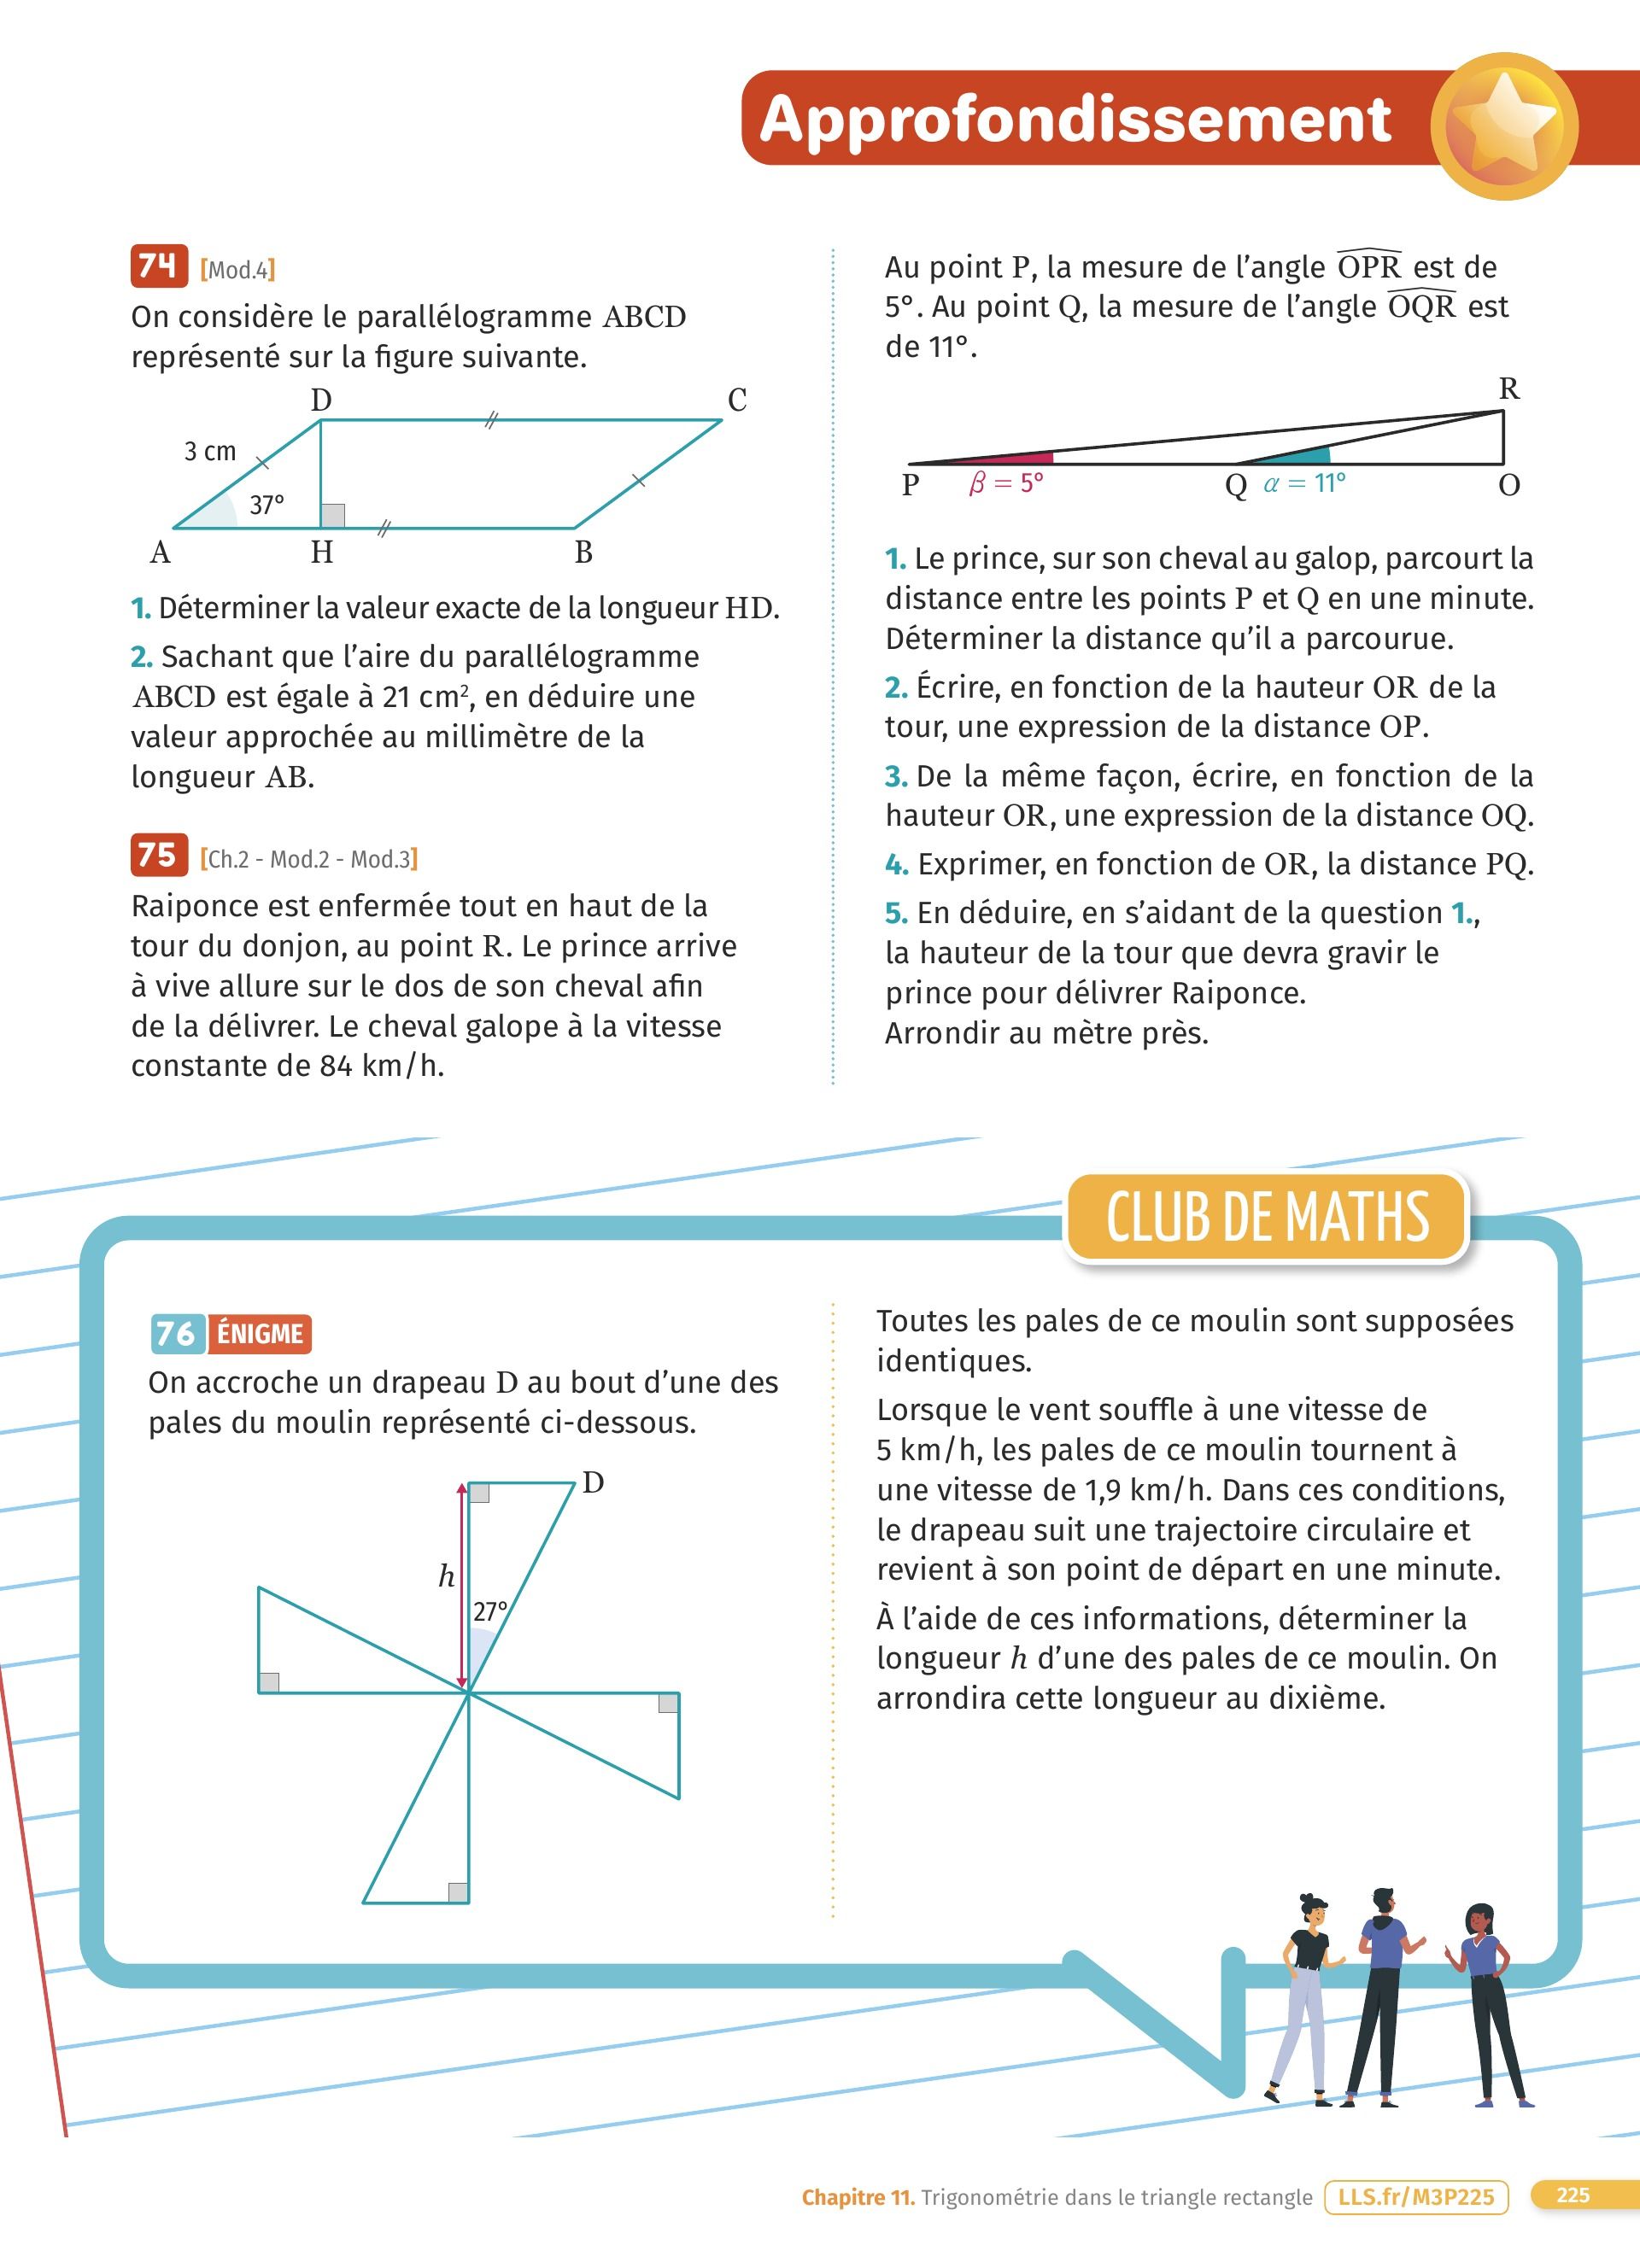 Approfondissement
74 [Mod.4]
On considère le parallélogramme ABCD
représenté sur la figure suivante.
D
C
3 cm
37°
A
H
B
1. Déterminer la valeur exacte de la longueur HD.
2. Sachant que l’aire du parallélogramme
ABCD est égale à 21 cm², en déduire une
valeur approchée au millimètre de la
longueur AB.
75 [Ch.2 - Mod.2 - Mod.3]
Raiponce est enfermée tout en haut de la
tour du donjon, au point R. Le prince arrive
à vive allure sur le dos de son cheval afin
de la délivrer. Le cheval galope à la vitesse
constante de 84 km/h.
Au point P, la mesure de l’angle OPR est de
5°. Au point Q, la mesure de l’angle OQR est
de 11°.
R
P
β = 5°
Q
α = 11°
O
1. Le prince, sur son cheval au galop, parcourt la
distance entre les points P et Q en une minute.
Déterminer la distance qu’il a parcourue.
2. Écrire, en fonction de la hauteur OR de la
tour, une expression de la distance OP.
3. De la même façon, écrire, en fonction de la
hauteur OR, une expression de la distance OQ.
4. Exprimer, en fonction de OR, la distance PQ.
5. En déduire, en s’aidant de la question 1.,
la hauteur de la tour que devra gravir le
prince pour délivrer Raiponce.
Arrondir au mètre près.
CLUB DE MATHS
76 ÉNIGME
On accroche un drapeau D au bout d’une des
pales du moulin représenté ci-dessous.
D
h
27°
Toutes les pales de ce moulin sont supposées
identiques.
Lorsque le vent souffle à une vitesse de
5 km/h, les pales de ce moulin tournent à
une vitesse de 1,9 km/h. Dans ces conditions,
le drapeau suit une trajectoire circulaire et
revient à son point de départ en une minute.
À l’aide de ces informations, déterminer la
longueur h d’une des pales de ce moulin. On
arrondira cette longueur au dixième.
Chapitre 11. Trigonométrie dans le triangle rectangle LLS.fr/M3P225 225